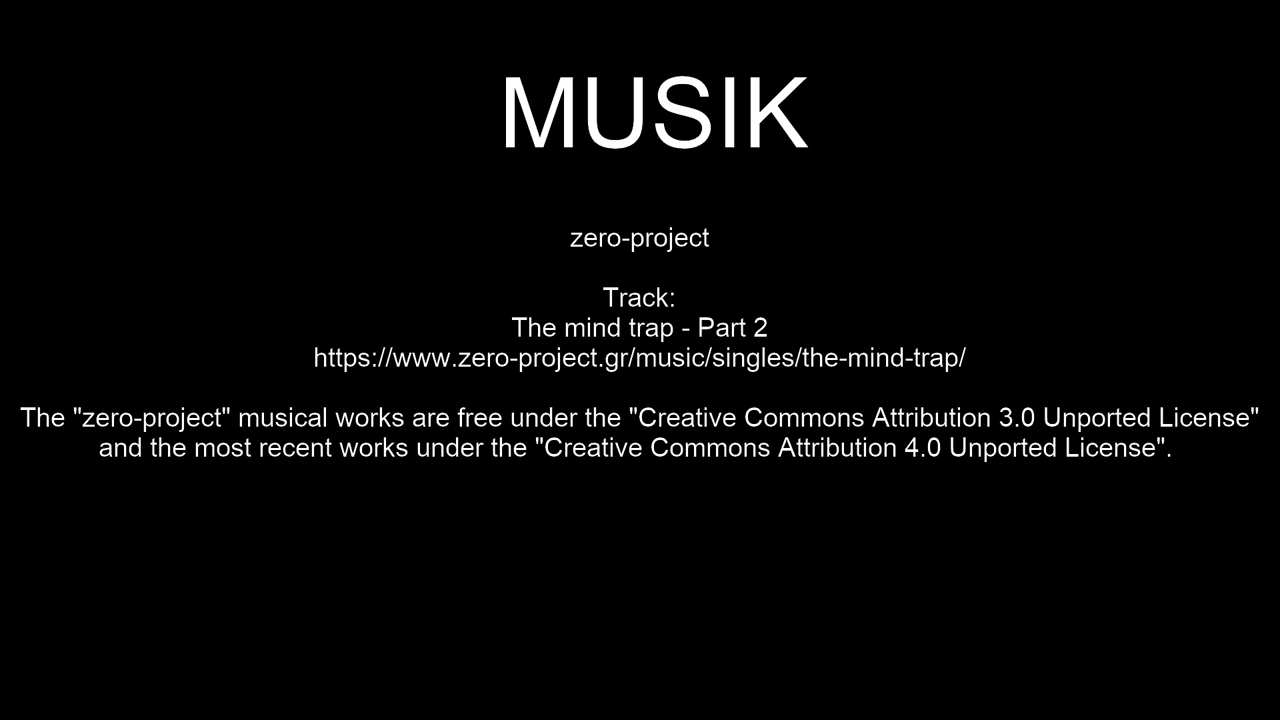 MUSIK
zero-project
Track:
The mind trap - Part 2
https://www.zero-project.gr/music/singles/the-mind-trap/
The "zero-project" musical works are free under the "Creative Commons Attribution 3.0 Unported License"
and the most recent works under the "Creative Commons Attribution 4.0 Unported License".